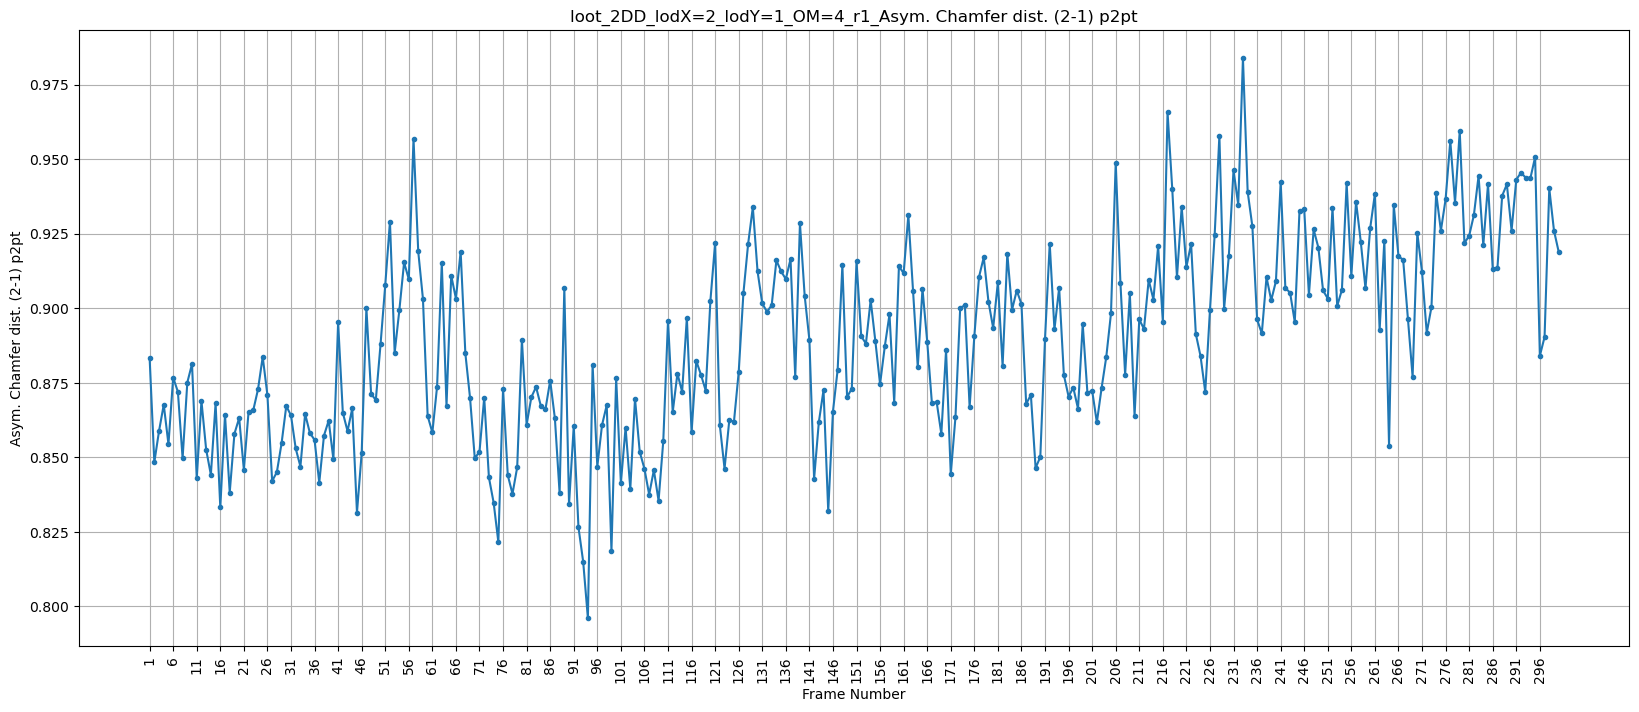 loot_2DD_lodX=2_lodY=1_OM=4_r1_Asym. Chamfer dist. (2-1) p2pt
Asym. Chamfer dist. (2-1) p2pt
0.975
0.950
0.925
0.900
0.875
0.850
0.825
0.800
1 6 11 16 21 26 31 36 41 46 51 56 61 66 71 76 81 86 91 96 101 106 111 116 121 126 131 136 141 146 151 156 161 166 171 176 181 186 191 196 201 206 211 216 221 226 231 236 241 246 251 256 261 266 271 276 281 286 291 296
Frame Number